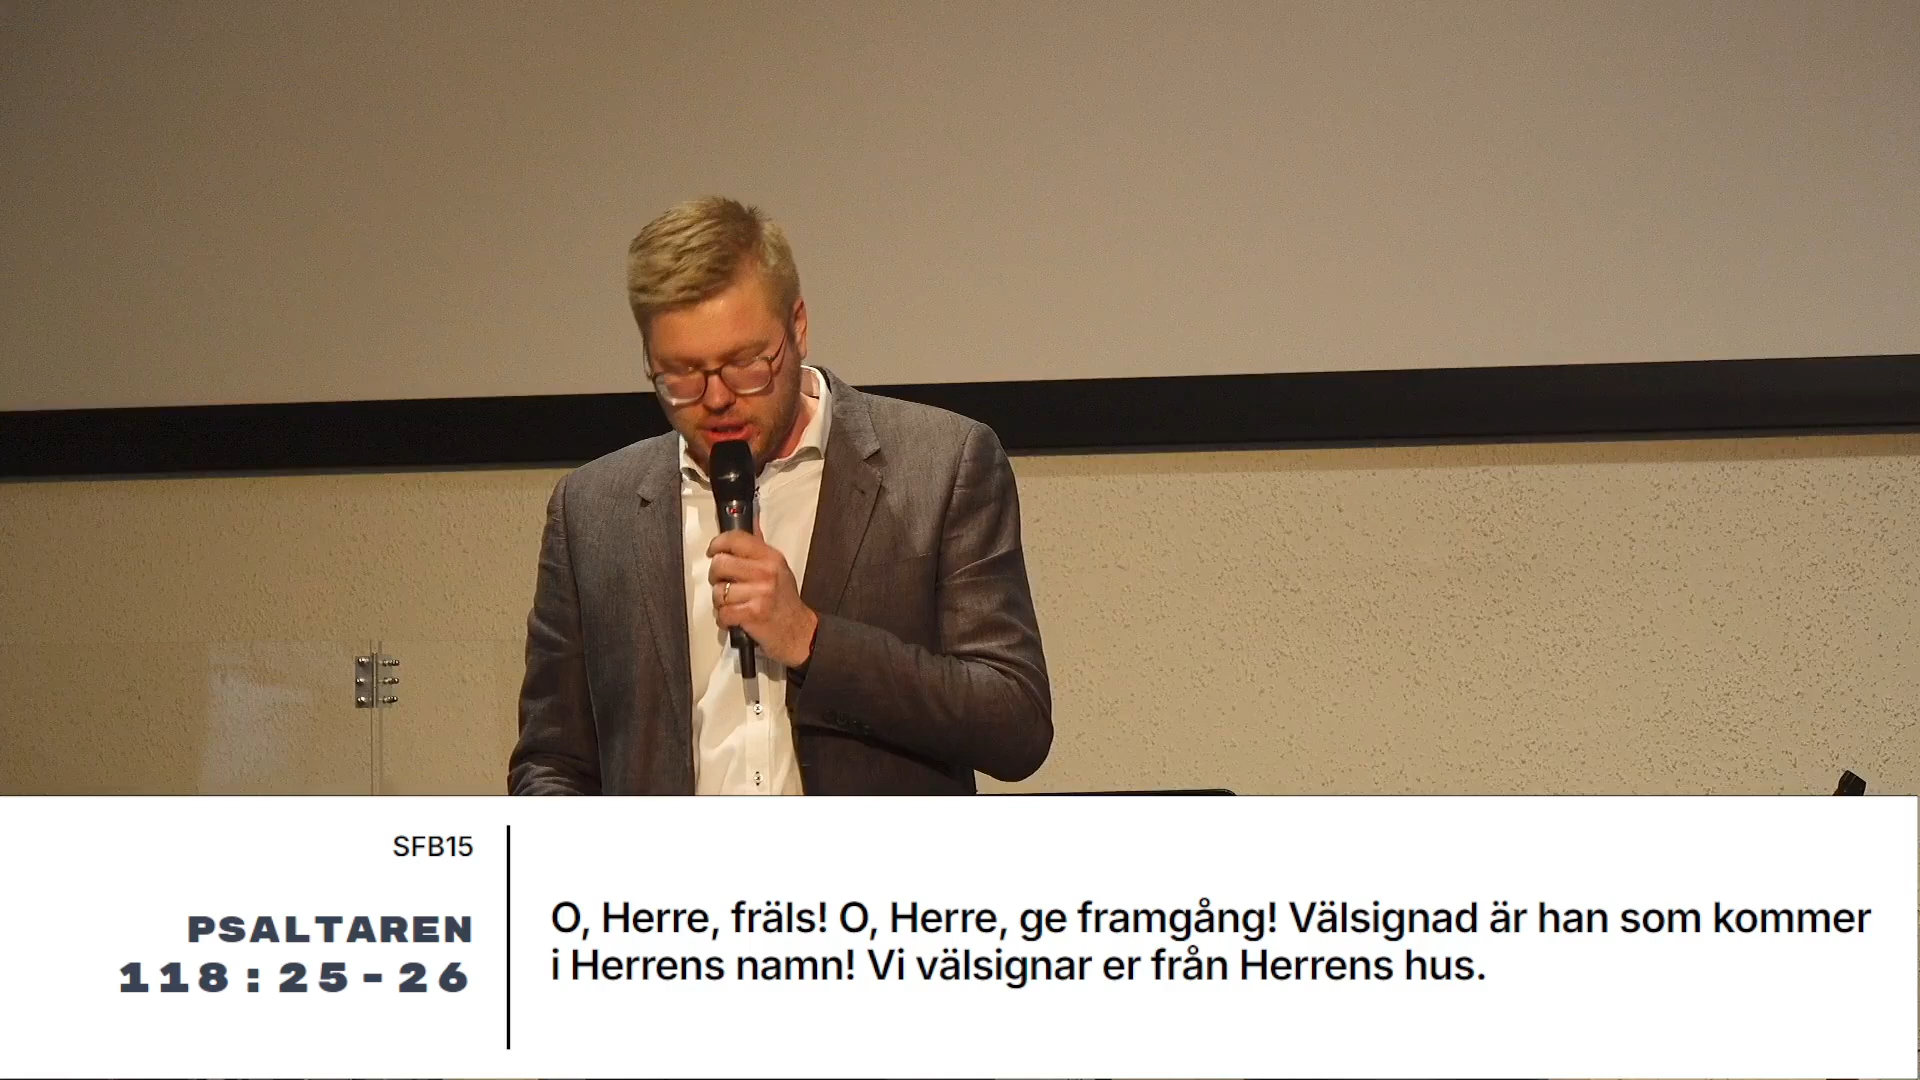 SFB15
PSALTAREN
118:25-26
O, Herre, fräls! O, Herre, ge framgång! Välsignad är han som kommer
i Herrens namn! Vi välsignar er från Herrens hus.